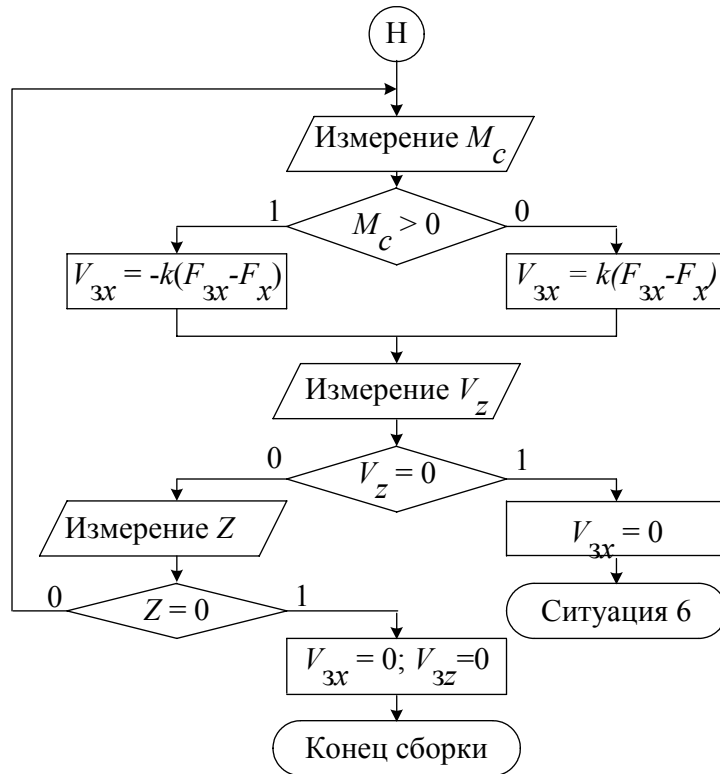 Н
Измерение M_c
1
M_c > 0
0
V_зx = -k(F_зx-F_x)
V_зx = k(F_зx-F_x)
Измерение V_z
0
V_z = 0
1
Измерение Z
V_зx = 0
0
Z = 0
1
Ситуация 6
V_зx = 0; V_зz=0
Конец сборки